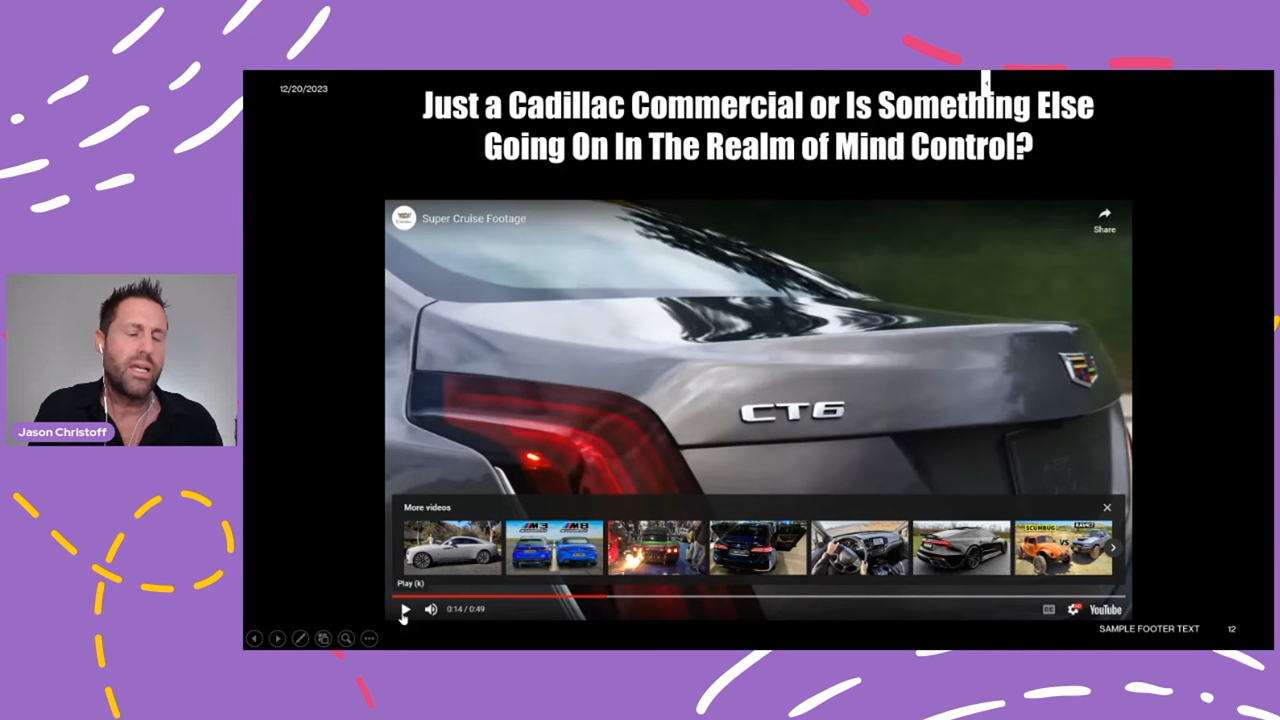 12/20/2023
Just a Cadillac Commercial or Is Something Else
Going On In The Realm of Mind Control?
Super Cruise Footage
Share
CT6
Jason Christoff
More videos
M3 M8
SCUMBUG
VS
Play (k)
0:14 / 0:49
CC
YouTube
SAMPLE FOOTER TEXT
12